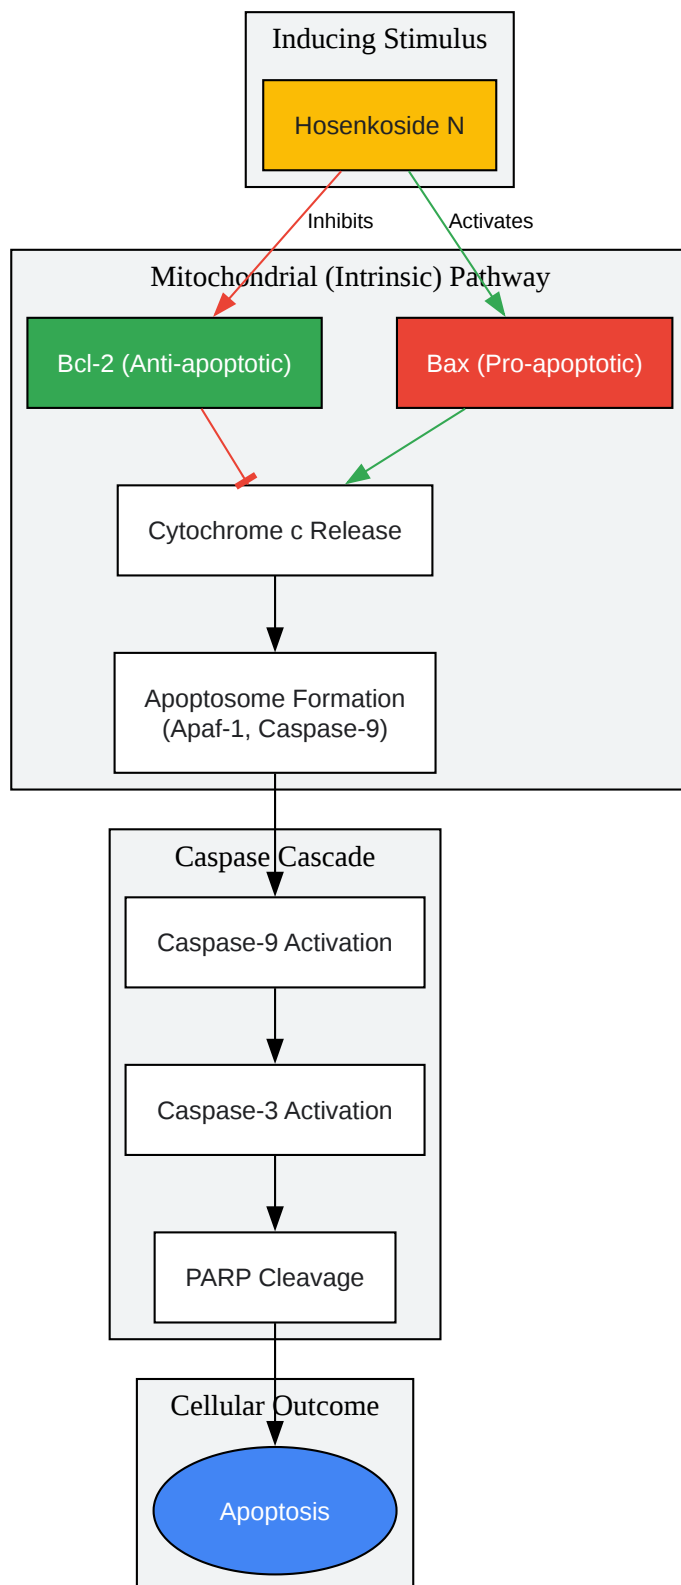 Inducing Stimulus
Hosenkoside N
Inhibits
Activates
Mitochondrial (Intrinsic) Pathway
Bcl-2 (Anti-apoptotic)
Bax (Pro-apoptotic)
Cytochrome c Release
Apoptosome Formation
(Apaf-1, Caspase-9)
Caspase Cascade
Caspase-9 Activation
Caspase-3 Activation
PARP Cleavage
Cellular Outcome
Apoptosis